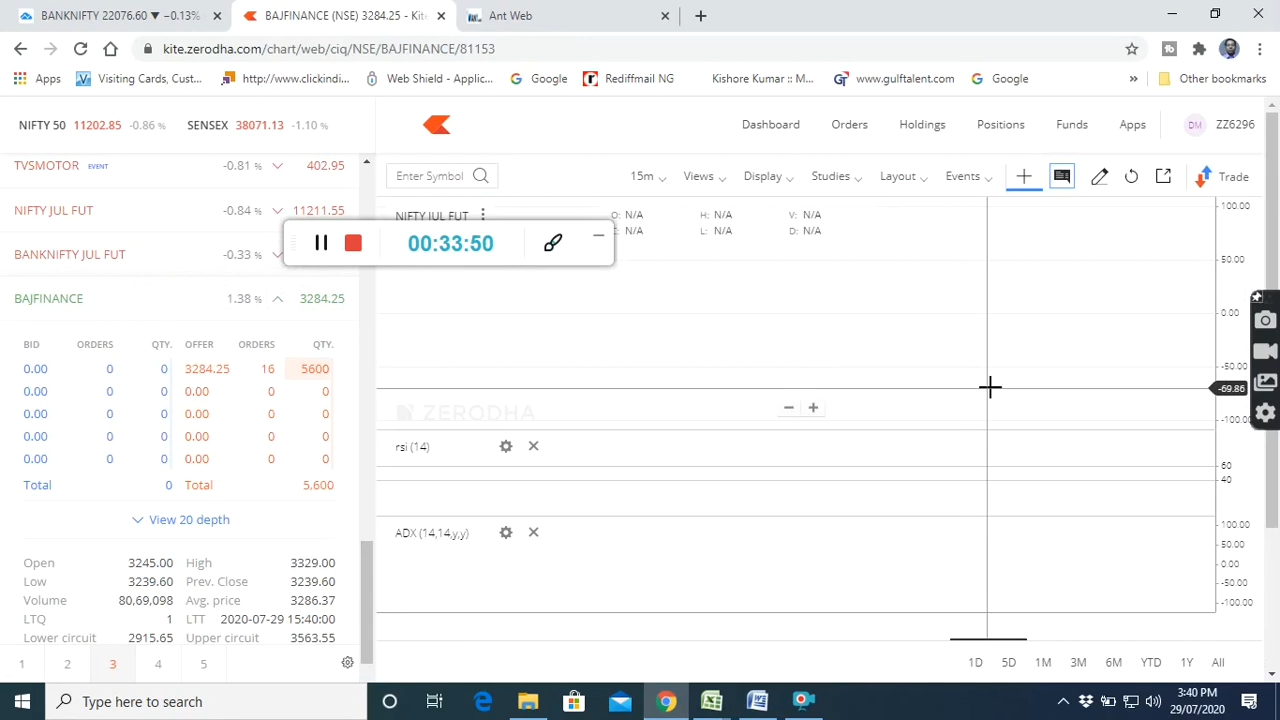 BANKNIFTY 22076.60 ▼ −0.13%
BAJFINANCE (NSE) 3284.25 - Kite
Ant Web
kite.zerodha.com/chart/web/ciq/NSE/BAJFINANCE/81153
Apps Visiting Cards, Cust... http://www.clickindi... Web Shield - Applic... Google Rediffmail NG Kishore Kumar :: M... www.gulftalent.com Google » Other bookmarks
NIFTY 50 11202.85 -0.86 % SENSEX 38071.13 -1.10 %
Dashboard Orders Holdings Positions Funds Apps DM ZZ6296
TVSMOTOR EVENT -0.81 % 402.95
Enter Symbol 15m Views Display Studies Layout Events Trade
NIFTY JUL FUT -0.84 % 11211.55
NIFTY JUL FUT O: N/A H: N/A V: N/A
C: N/A L: N/A D: N/A
00:33:50
BANKNIFTY JUL FUT -0.33 %
BAJFINANCE 1.38 % 3284.25
BID ORDERS QTY. OFFER ORDERS QTY.
0.00 0 0 3284.25 16 5600
0.00 0 0 0.00 0 0
0.00 0 0 0.00 0 0
0.00 0 0 0.00 0 0
0.00 0 0 0.00 0 0
Total 0 Total 5,600
View 20 depth
Open 3245.00 High 3329.00
Low 3239.60 Prev. Close 3239.60
Volume 80,69,098 Avg. price 3286.37
LTQ 1 LTT 2020-07-29 15:40:00
Lower circuit 2915.65 Upper circuit 3563.55
1 2 3 4 5
100.00
50.00
0.00
-50.00
-69.86
-100.00
ZERODHA
rsi (14)
60
40
ADX (14,14,y,y)
100.00
50.00
0.00
-50.00
-100.00
1D 5D 1M 3M 6M YTD 1Y All
Type here to search
3:40 PM
29/07/2020